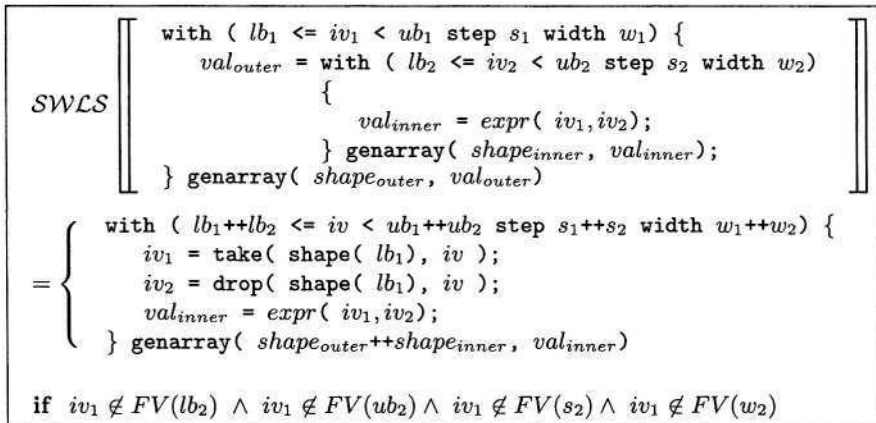 with ( lb₁ <= iv₁ < ub₁ step s₁ width w₁) {
val_outer = with ( lb₂ <= iv₂ < ub₂ step s₂ width w₂)
{
SWLS ⟦ val_inner = expr( iv₁,iv₂); ⟧
} genarray( shape_inner, val_inner);
} genarray( shape_outer, val_outer)
with ( lb₁++lb₂ <= iv < ub₁++ub₂ step s₁++s₂ width w₁++w₂) {
iv₁ = take( shape( lb₁), iv );
= { iv₂ = drop( shape( lb₁), iv );
val_inner = expr( iv₁,iv₂);
} genarray( shape_outer++shape_inner, val_inner)
if iv₁ ∉ FV(lb₂) ∧ iv₁ ∉ FV(ub₂) ∧ iv₁ ∉ FV(s₂) ∧ iv₁ ∉ FV(w₂)